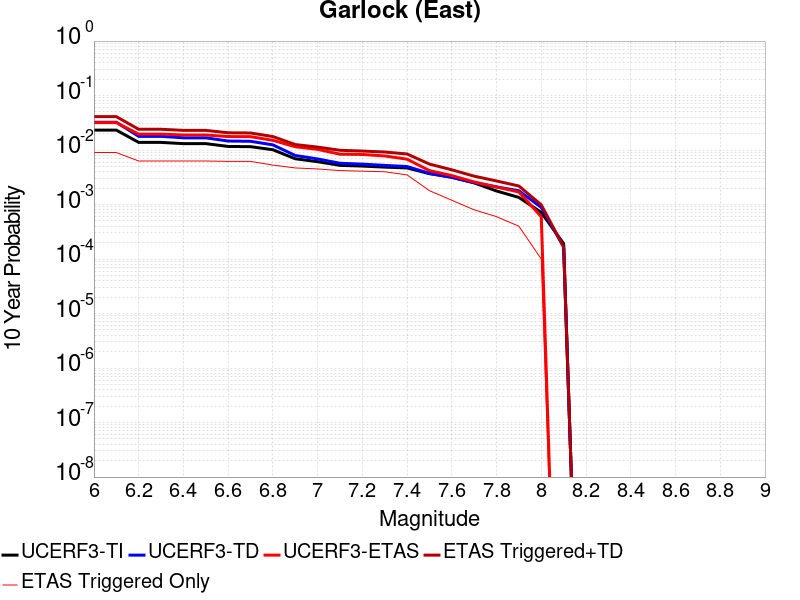 Garlock (East)
10 Year Probability
10^0
10^-1
10^-2
10^-3
10^-4
10^-5
10^-6
10^-7
10^-8
6 6.2 6.4 6.6 6.8 7 7.2 7.4 7.6 7.8 8 8.2 8.4 8.6 8.8 9
Magnitude
UCERF3-TI UCERF3-TD UCERF3-ETAS ETAS Triggered+TD
ETAS Triggered Only